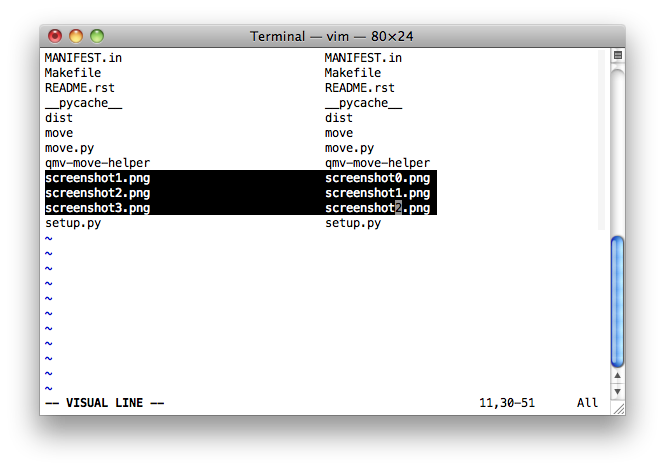 Terminal — vim — 80×24
MANIFEST.in MANIFEST.in
Makefile Makefile
README.rst README.rst
__pycache__ __pycache__
dist dist
move move
move.py move.py
qmv-move-helper qmv-move-helper
screenshot1.png screenshot0.png
screenshot2.png screenshot1.png
screenshot3.png screenshot2.png
setup.py setup.py
~
~
~
~
~
~
~
~
~
~
~
-- VISUAL LINE -- 11,30-51 All